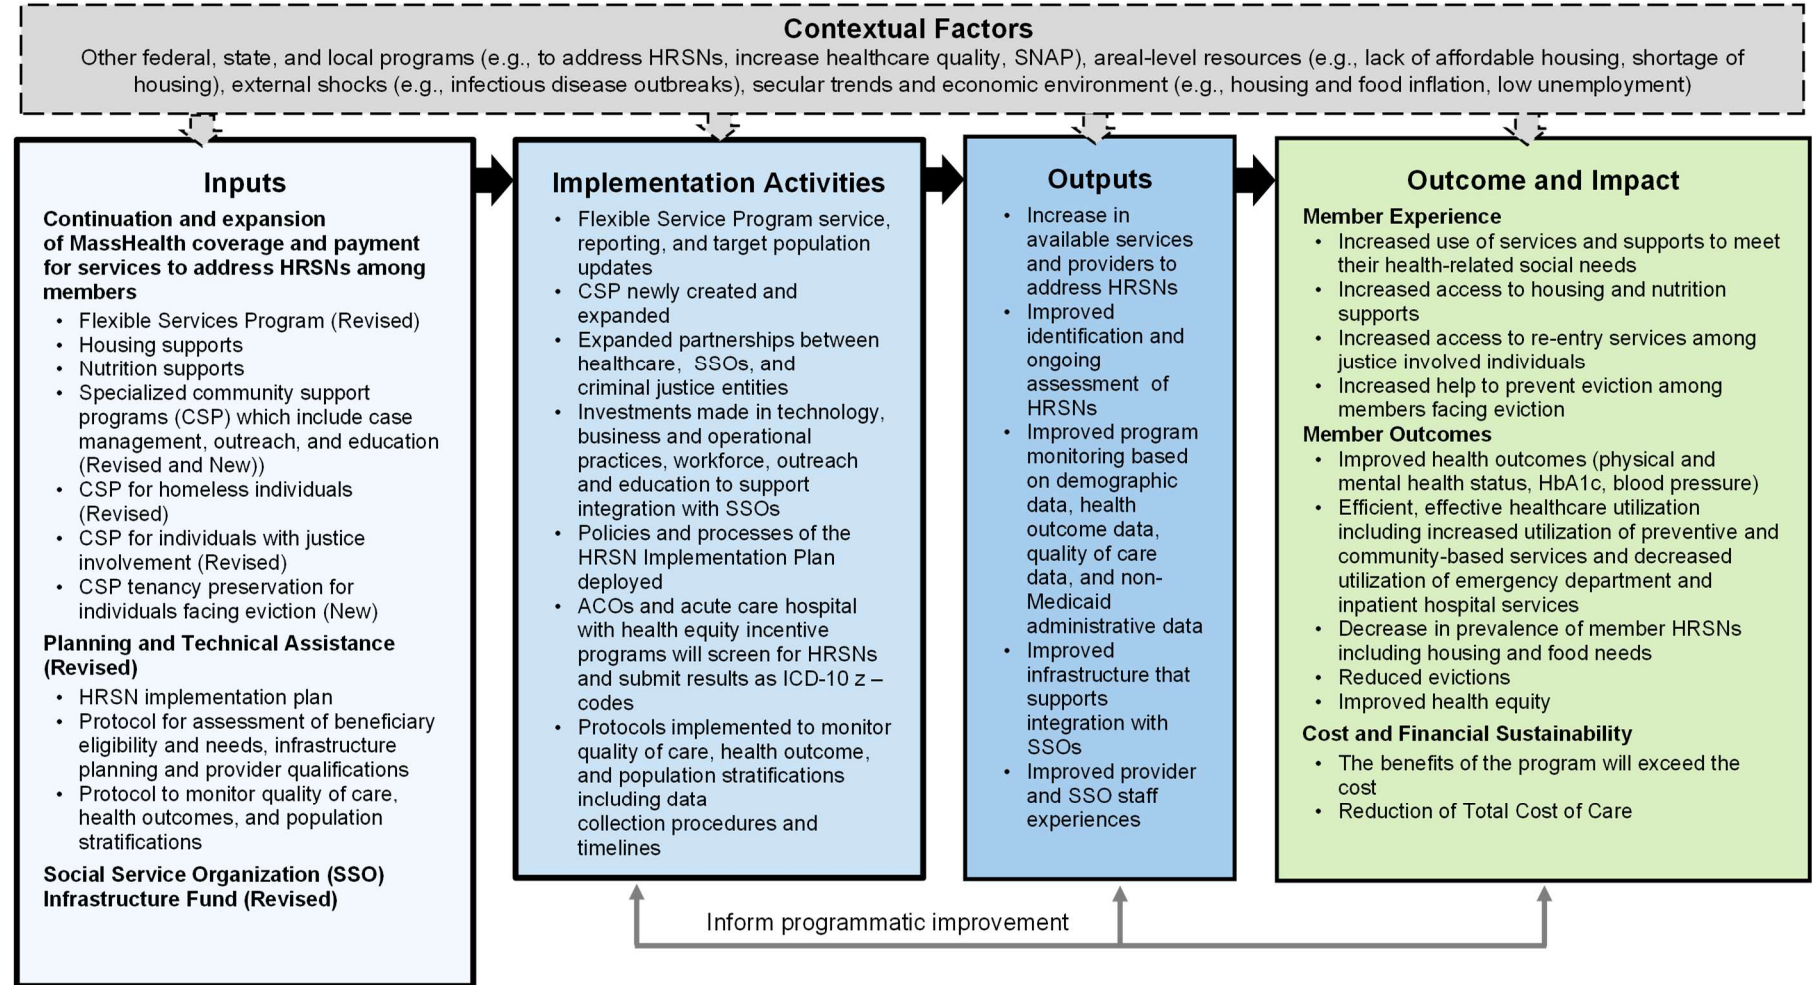 Contextual Factors
Other federal, state, and local programs (e.g., to address HRSNs, increase healthcare quality, SNAP), areal-level resources (e.g., lack of affordable housing, shortage of
housing), external shocks (e.g., infectious disease outbreaks), secular trends and economic environment (e.g., housing and food inflation, low unemployment)
Inputs
Continuation and expansion
of MassHealth coverage and payment
for services to address HRSNs among
members
• Flexible Services Program (Revised)
• Housing supports
• Nutrition supports
• Specialized community support
programs (CSP) which include case
management, outreach, and education
(Revised and New))
• CSP for homeless individuals
(Revised)
• CSP for individuals with justice
involvement (Revised)
• CSP tenancy preservation for
individuals facing eviction (New)
Planning and Technical Assistance
(Revised)
• HRSN implementation plan
• Protocol for assessment of beneficiary
eligibility and needs, infrastructure
planning and provider qualifications
• Protocol to monitor quality of care,
health outcomes, and population
stratifications
Social Service Organization (SSO)
Infrastructure Fund (Revised)
Implementation Activities
• Flexible Service Program service,
reporting, and target population
updates
• CSP newly created and
expanded
• Expanded partnerships between
healthcare, SSOs, and
criminal justice entities
• Investments made in technology,
business and operational
practices, workforce, outreach
and education to support
integration with SSOs
• Policies and processes of the
HRSN Implementation Plan
deployed
• ACOs and acute care hospital
with health equity incentive
programs will screen for HRSNs
and submit results as ICD-10 z –
codes
• Protocols implemented to monitor
quality of care, health outcome,
and population stratifications
including data
collection procedures and
timelines
Outputs
• Increase in
available services
and providers to
address HRSNs
• Improved
identification and
ongoing
assessment of
HRSNs
• Improved program
monitoring based
on demographic
data, health
outcome data,
quality of care
data, and non-
Medicaid
administrative data
• Improved
infrastructure that
supports
integration with
SSOs
• Improved provider
and SSO staff
experiences
Outcome and Impact
Member Experience
• Increased use of services and supports to meet
their health-related social needs
• Increased access to housing and nutrition
supports
• Increased access to re-entry services among
justice involved individuals
• Increased help to prevent eviction among
members facing eviction
Member Outcomes
• Improved health outcomes (physical and
mental health status, HbA1c, blood pressure)
• Efficient, effective healthcare utilization
including increased utilization of preventive and
community-based services and decreased
utilization of emergency department and
inpatient hospital services
• Decrease in prevalence of member HRSNs
including housing and food needs
• Reduced evictions
• Improved health equity
Cost and Financial Sustainability
• The benefits of the program will exceed the
cost
• Reduction of Total Cost of Care
Inform programmatic improvement